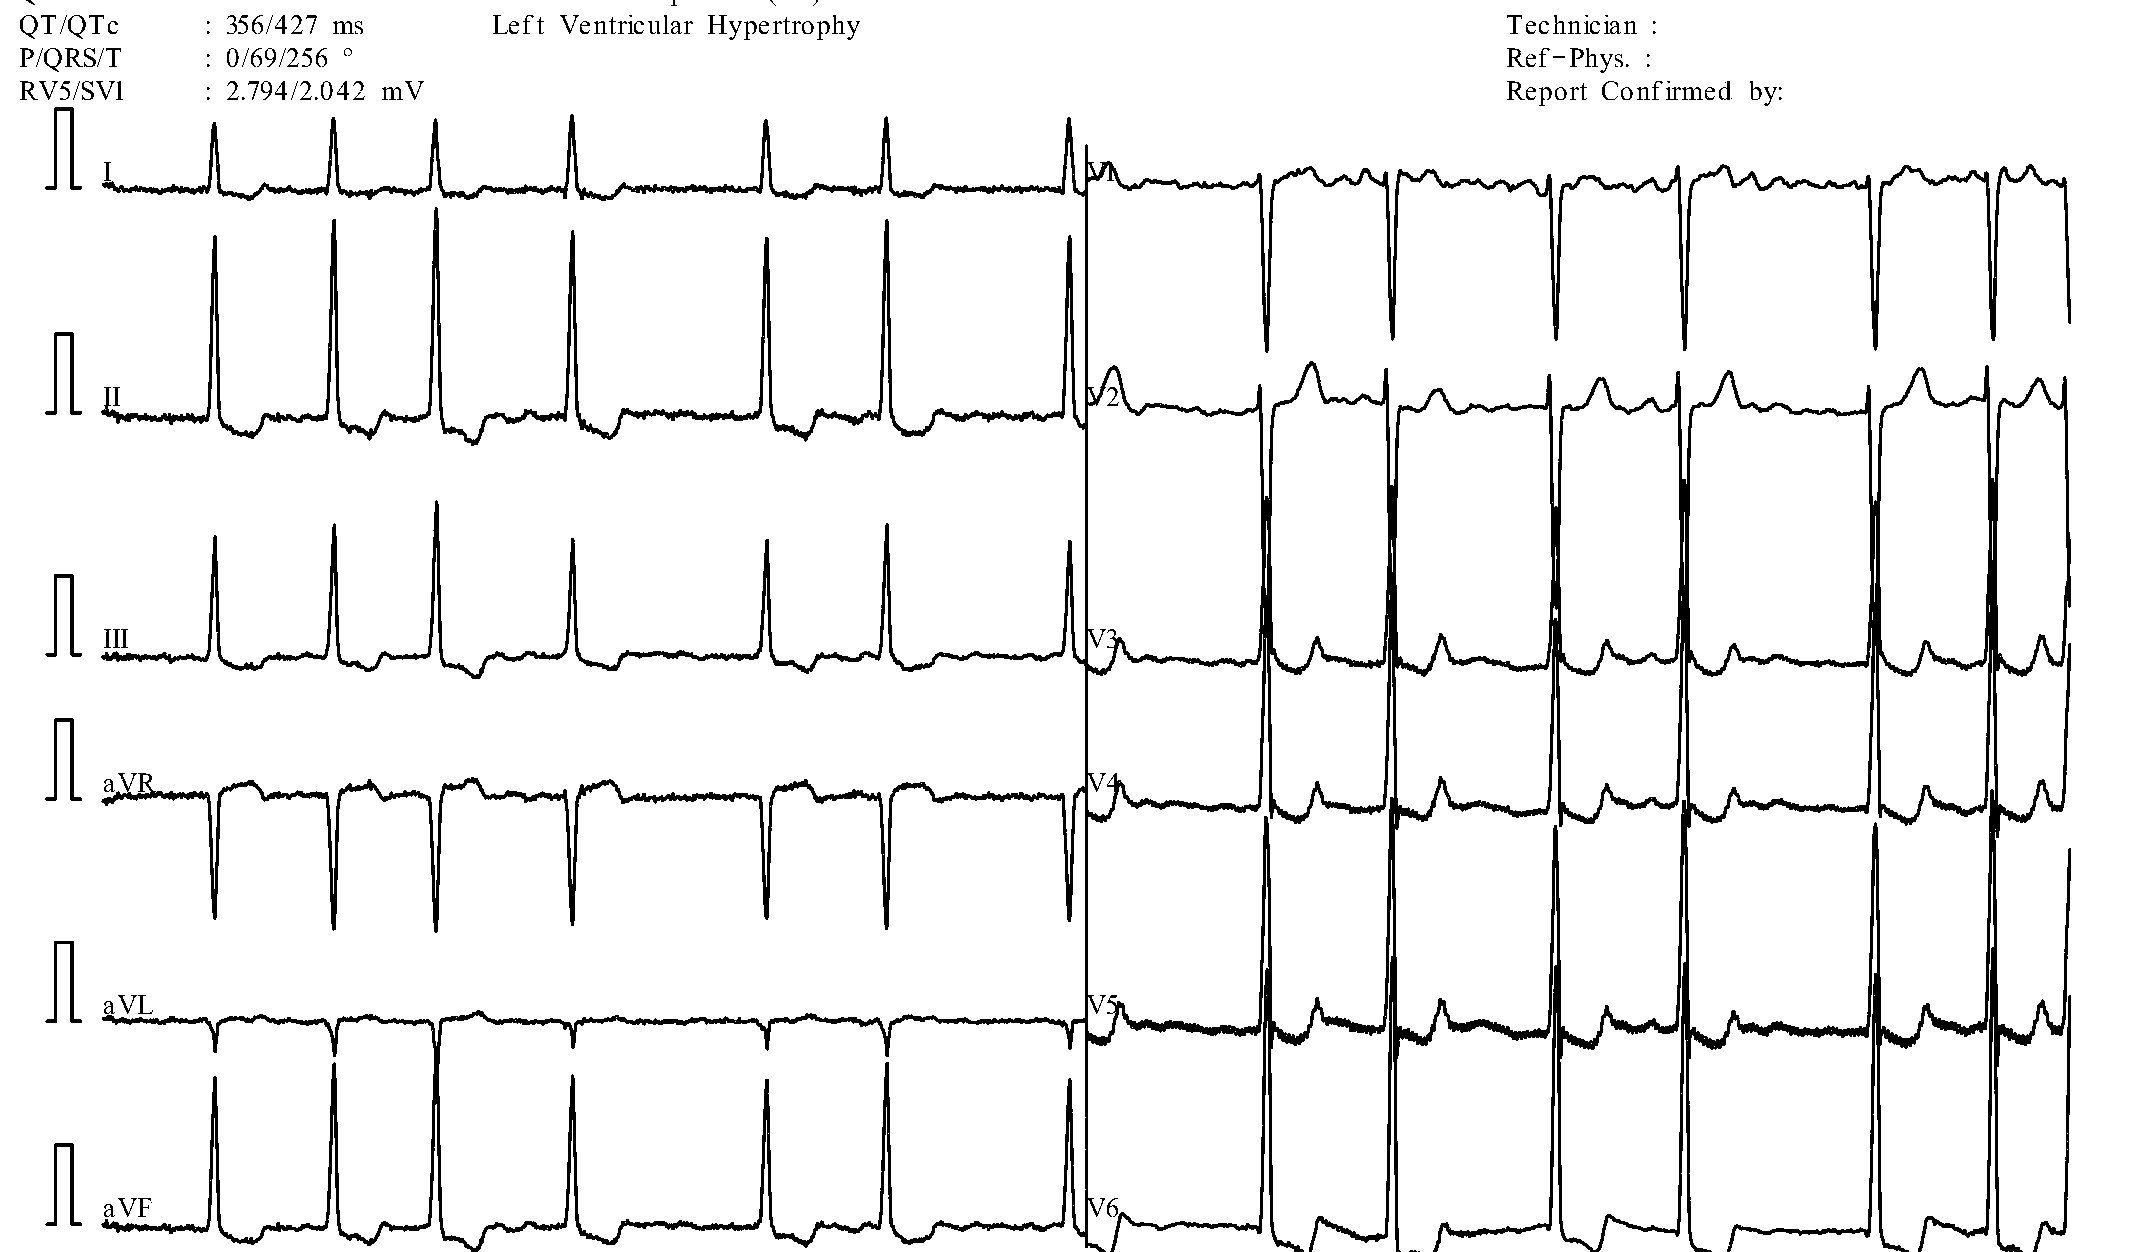 QT/QTc : 356/427 ms Left Ventricular Hypertrophy Technician :
P/QRS/T : 0/69/256 ° Ref-Phys. :
RV5/SV1 : 2.794/2.042 mV Report Confirmed by:
I V1
II V2
III V3
aVR V4
aVL V5
aVF V6